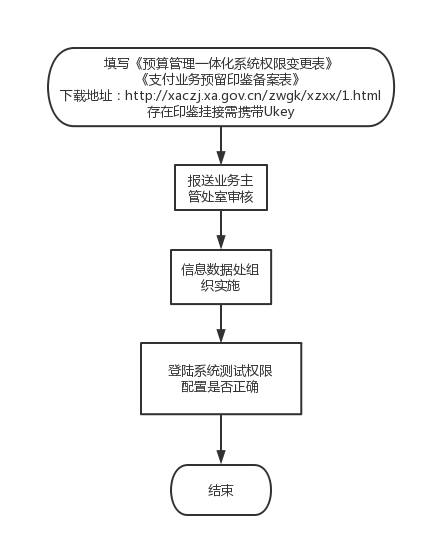 填写《预算管理一体化系统权限变更表》
《支付业务预留印鉴备案表》
下载地址：http://xaczj.xa.gov.cn/zwgk/xzxx/1.html
存在印鉴挂接需携带Ukey
报送业务主
管处室审核
信息数据处组
织实施
登陆系统测试权限
配置是否正确
结束